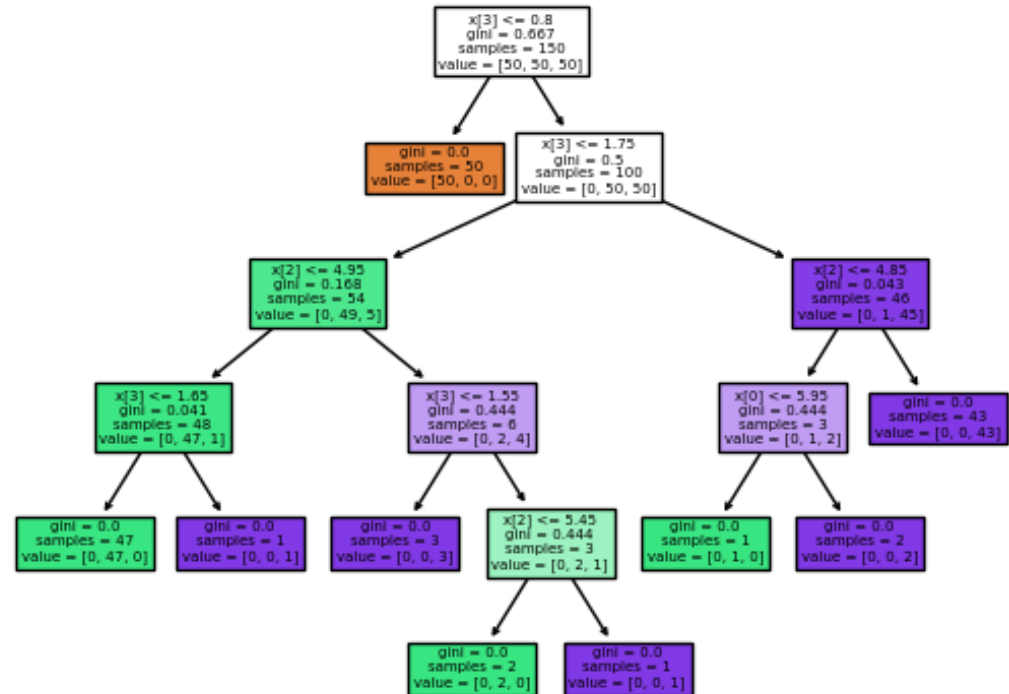 x[3] <= 0.8
gini = 0.667
samples = 150
value = [50, 50, 50]
gini = 0.0
samples = 50
value = [50, 0, 0]
x[3] <= 1.75
gini = 0.5
samples = 100
value = [0, 50, 50]
x[2] <= 4.95
gini = 0.168
samples = 54
value = [0, 49, 5]
x[2] <= 4.85
gini = 0.043
samples = 46
value = [0, 1, 45]
x[3] <= 1.65
gini = 0.041
samples = 48
value = [0, 47, 1]
x[3] <= 1.55
gini = 0.444
samples = 6
value = [0, 2, 4]
x[0] <= 5.95
gini = 0.444
samples = 3
value = [0, 1, 2]
gini = 0.0
samples = 43
value = [0, 0, 43]
gini = 0.0
samples = 47
value = [0, 47, 0]
gini = 0.0
samples = 1
value = [0, 0, 1]
gini = 0.0
samples = 3
value = [0, 0, 3]
x[2] <= 5.45
gini = 0.444
samples = 3
value = [0, 2, 1]
gini = 0.0
samples = 1
value = [0, 1, 0]
gini = 0.0
samples = 2
value = [0, 0, 2]
gini = 0.0
samples = 2
value = [0, 2, 0]
gini = 0.0
samples = 1
value = [0, 0, 1]